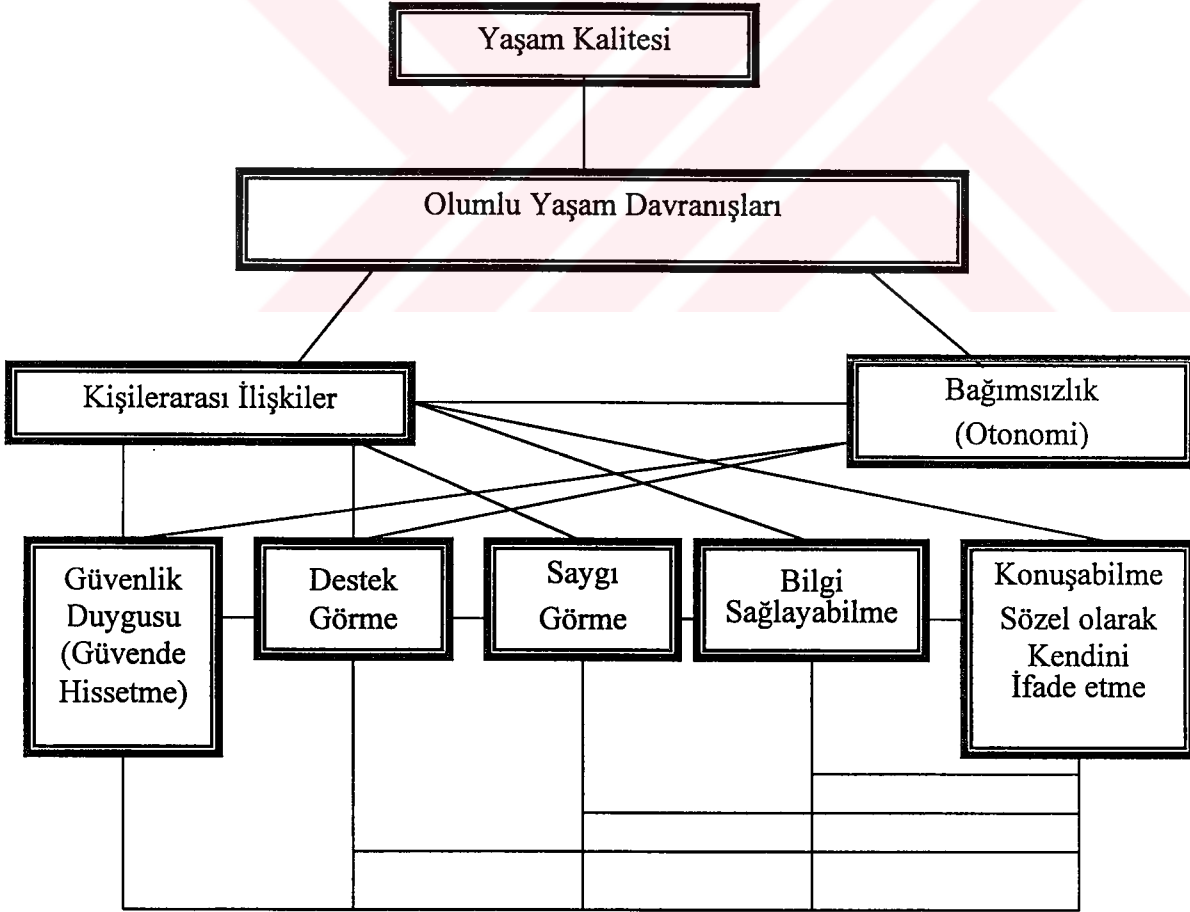 Yaşam Kalitesi
Olumlu Yaşam Davranışları
Kişilerarası İlişkiler
Bağımsızlık
(Otonomi)
Güvenlik
Duygusu
(Güvende
Hissetme)
Destek
Görme
Saygı
Görme
Bilgi
Sağlayabilme
Konuşabilme
Sözel olarak
Kendini
İfade etme